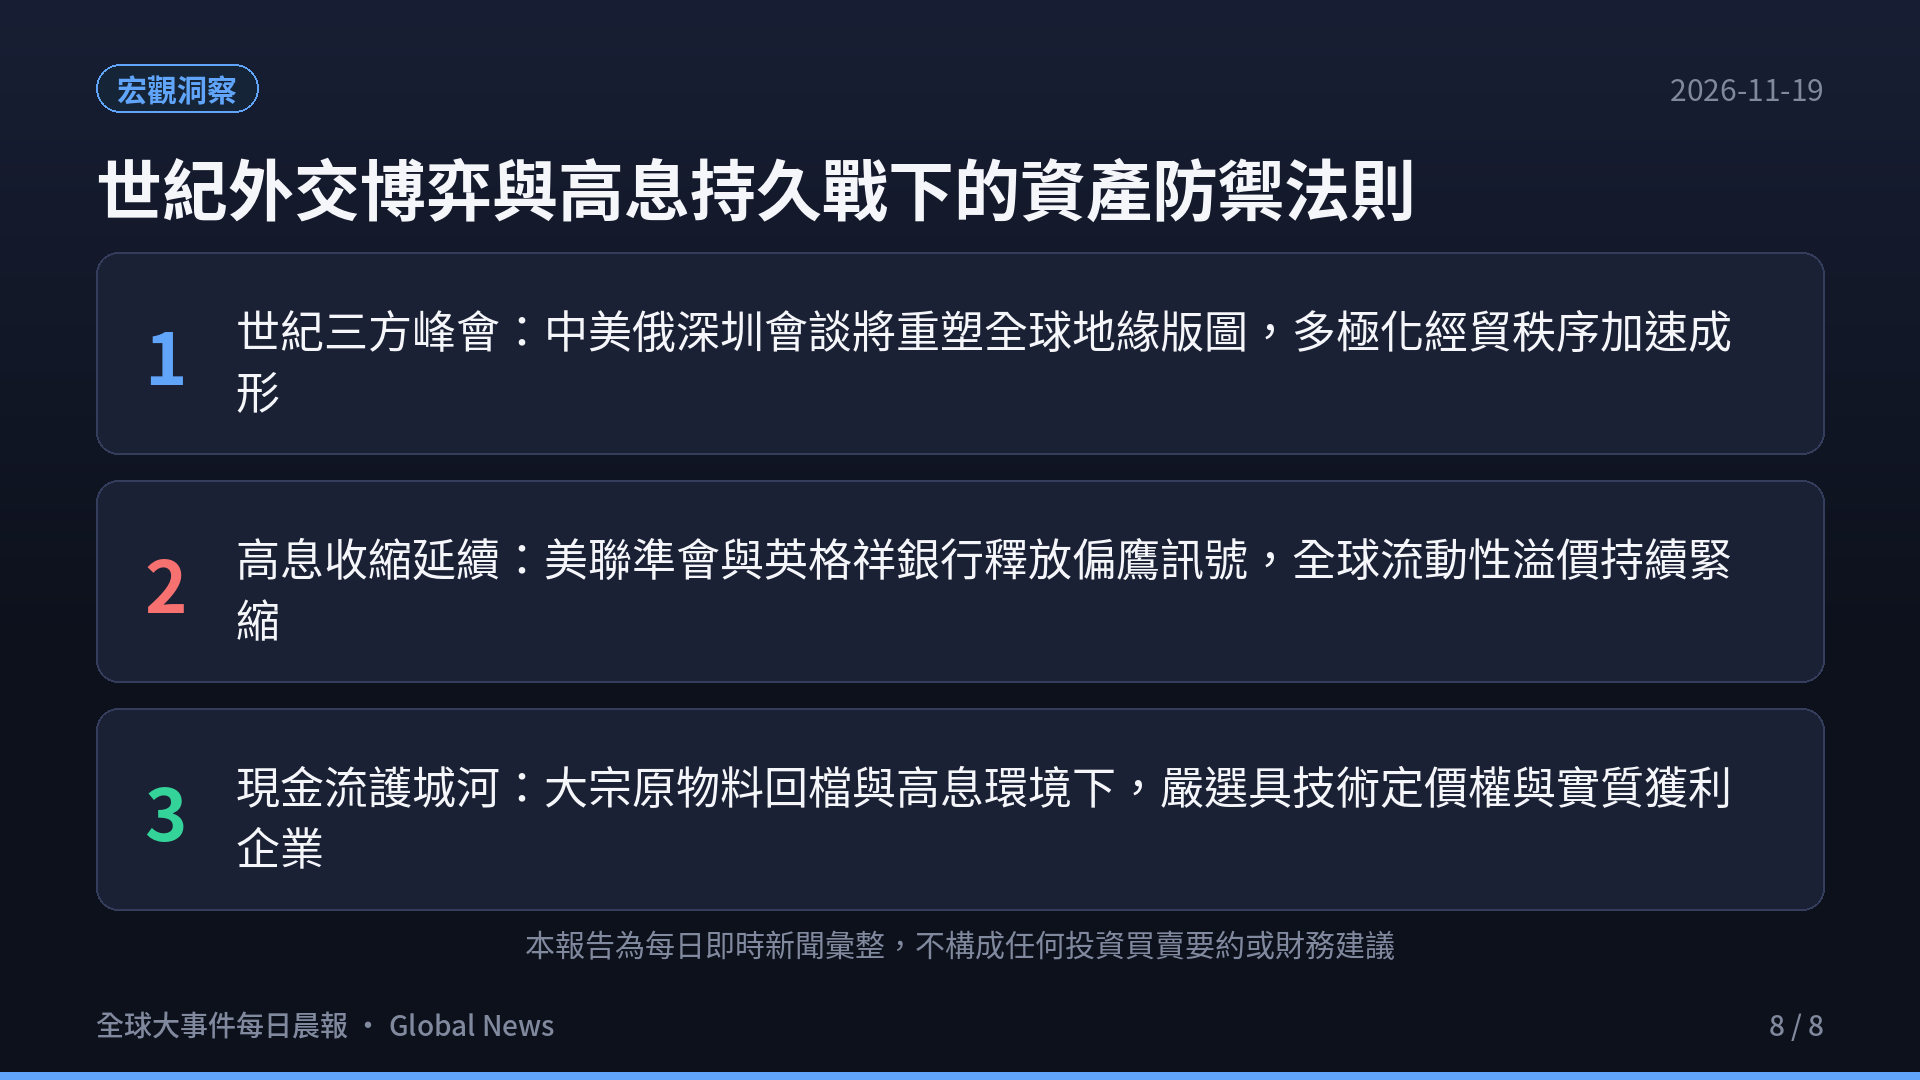 宏觀洞察
2026-11-19
世紀外交博弈與高息持久戰下的資產防禦法則
1
世紀三方峰會：中美俄深圳會談將重塑全球地緣版圖，多極化經貿秩序加速成
形
2
高息收縮延續：美聯準會與英格祥銀行釋放偏鷹訊號，全球流動性溢價持續緊
縮
3
現金流護城河：大宗原物料回檔與高息環境下，嚴選具技術定價權與實質獲利
企業
本報告為每日即時新聞彙整，不構成任何投資買賣要約或財務建議
全球大事件每日晨報 • Global News
8 / 8